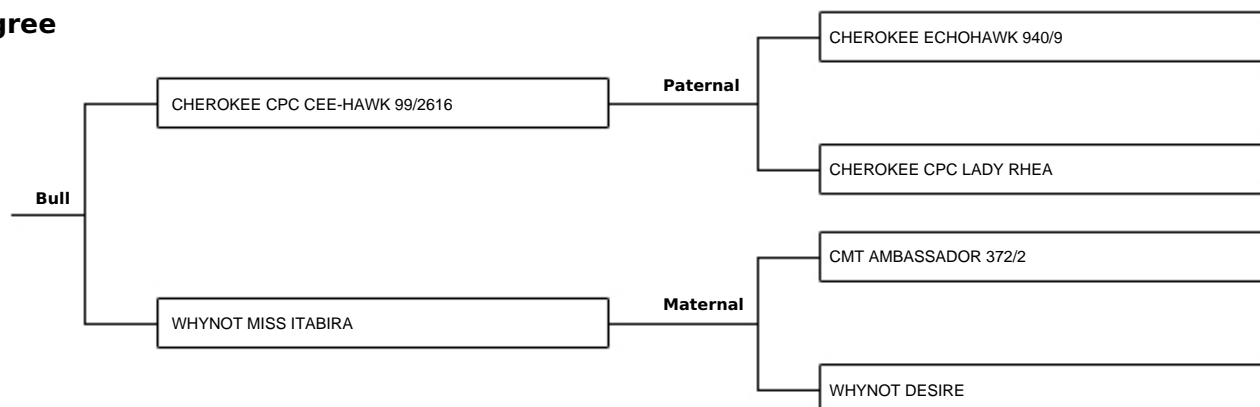 CHEROKEE ECHOHAWK 940/9
Paternal
CHEROKEE CPC CEE-HAWK 99/2616
CHEROKEE CPC LADY RHEA
Bull
CMT AMBASSADOR 372/2
Maternal
WHYNOT MISS ITABIRA
WHYNOT DESIRE